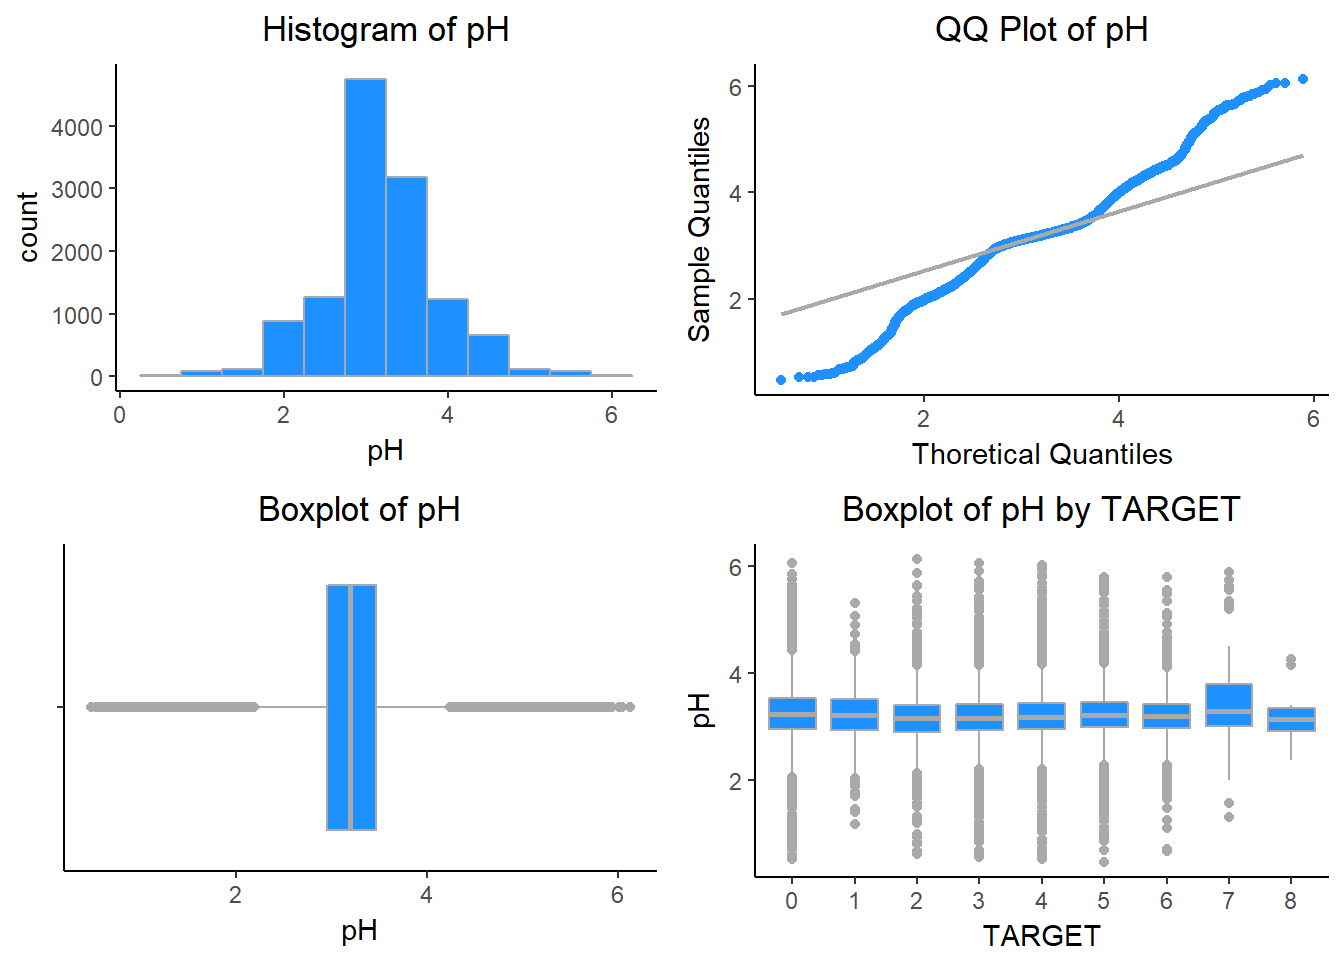 Histogram of pH
count
4000
3000
2000
1000
0
0 2 4 6
pH
QQ Plot of pH
Sample Quantiles
6
4
2
2 4 6
Thoretical Quantiles
Boxplot of pH
2 4 6
pH
Boxplot of pH by TARGET
pH
6
4
2
0 1 2 3 4 5 6 7 8
TARGET